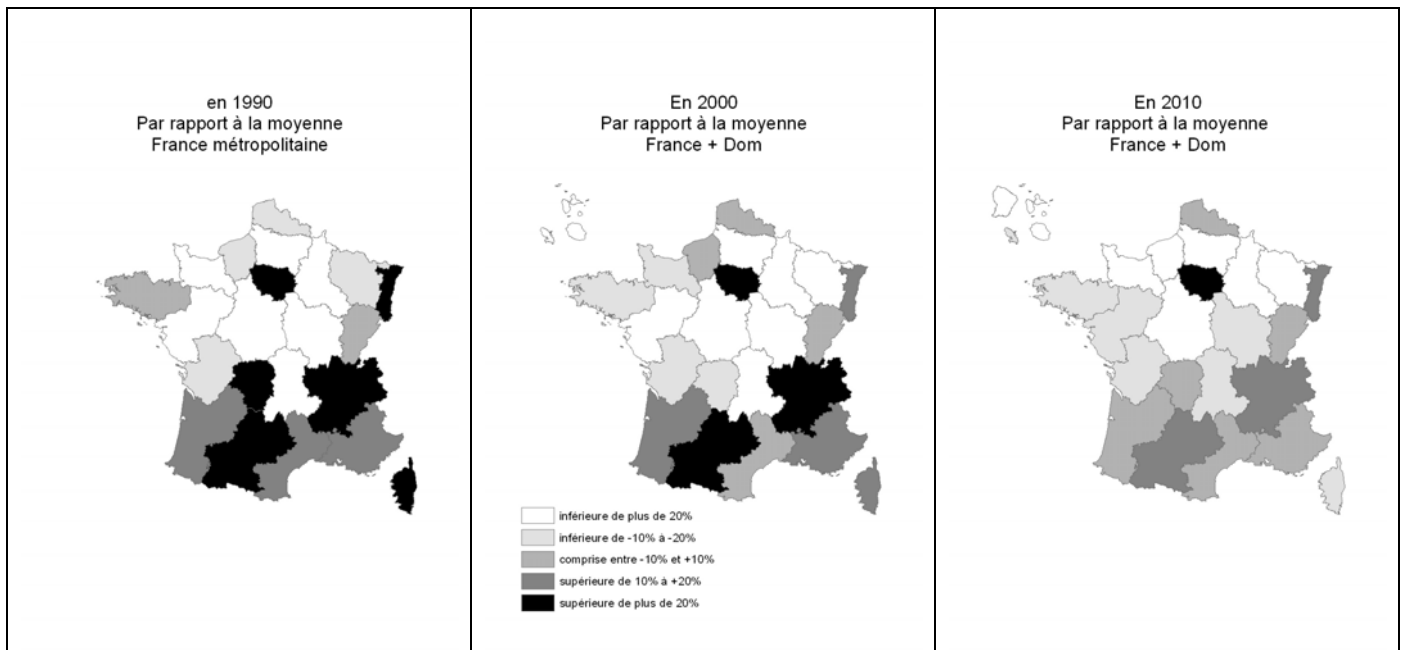 en 1990
Par rapport à la moyenne
France métropolitaine
En 2000
Par rapport à la moyenne
France + Dom
inférieure de plus de 20%
inférieure de -10% à -20%
comprise entre -10% et +10%
supérieure de 10% à +20%
supérieure de plus de 20%
En 2010
Par rapport à la moyenne
France + Dom